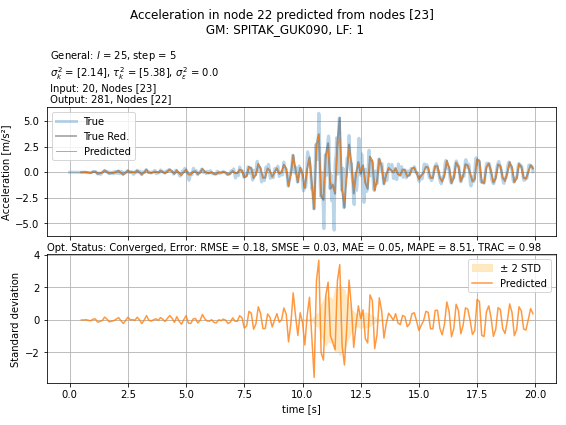 Acceleration in node 22 predicted from nodes [23]
GM: SPITAK_GUK090, LF: 1
General: l = 25, step = 5
σ²ₖ = [2.14], τ²ₖ = [5.38], σ²ε = 0.0
Input: 20, Nodes [23]
Output: 281, Nodes [22]
True
True Red.
Predicted
Acceleration [m/s²]
5.0
2.5
0.0
−2.5
−5.0
Opt. Status: Converged, Error: RMSE = 0.18, SMSE = 0.03, MAE = 0.05, MAPE = 8.51, TRAC = 0.98
± 2 STD
Predicted
Standard deviation
4
2
0
−2
0.0 2.5 5.0 7.5 10.0 12.5 15.0 17.5 20.0
time [s]